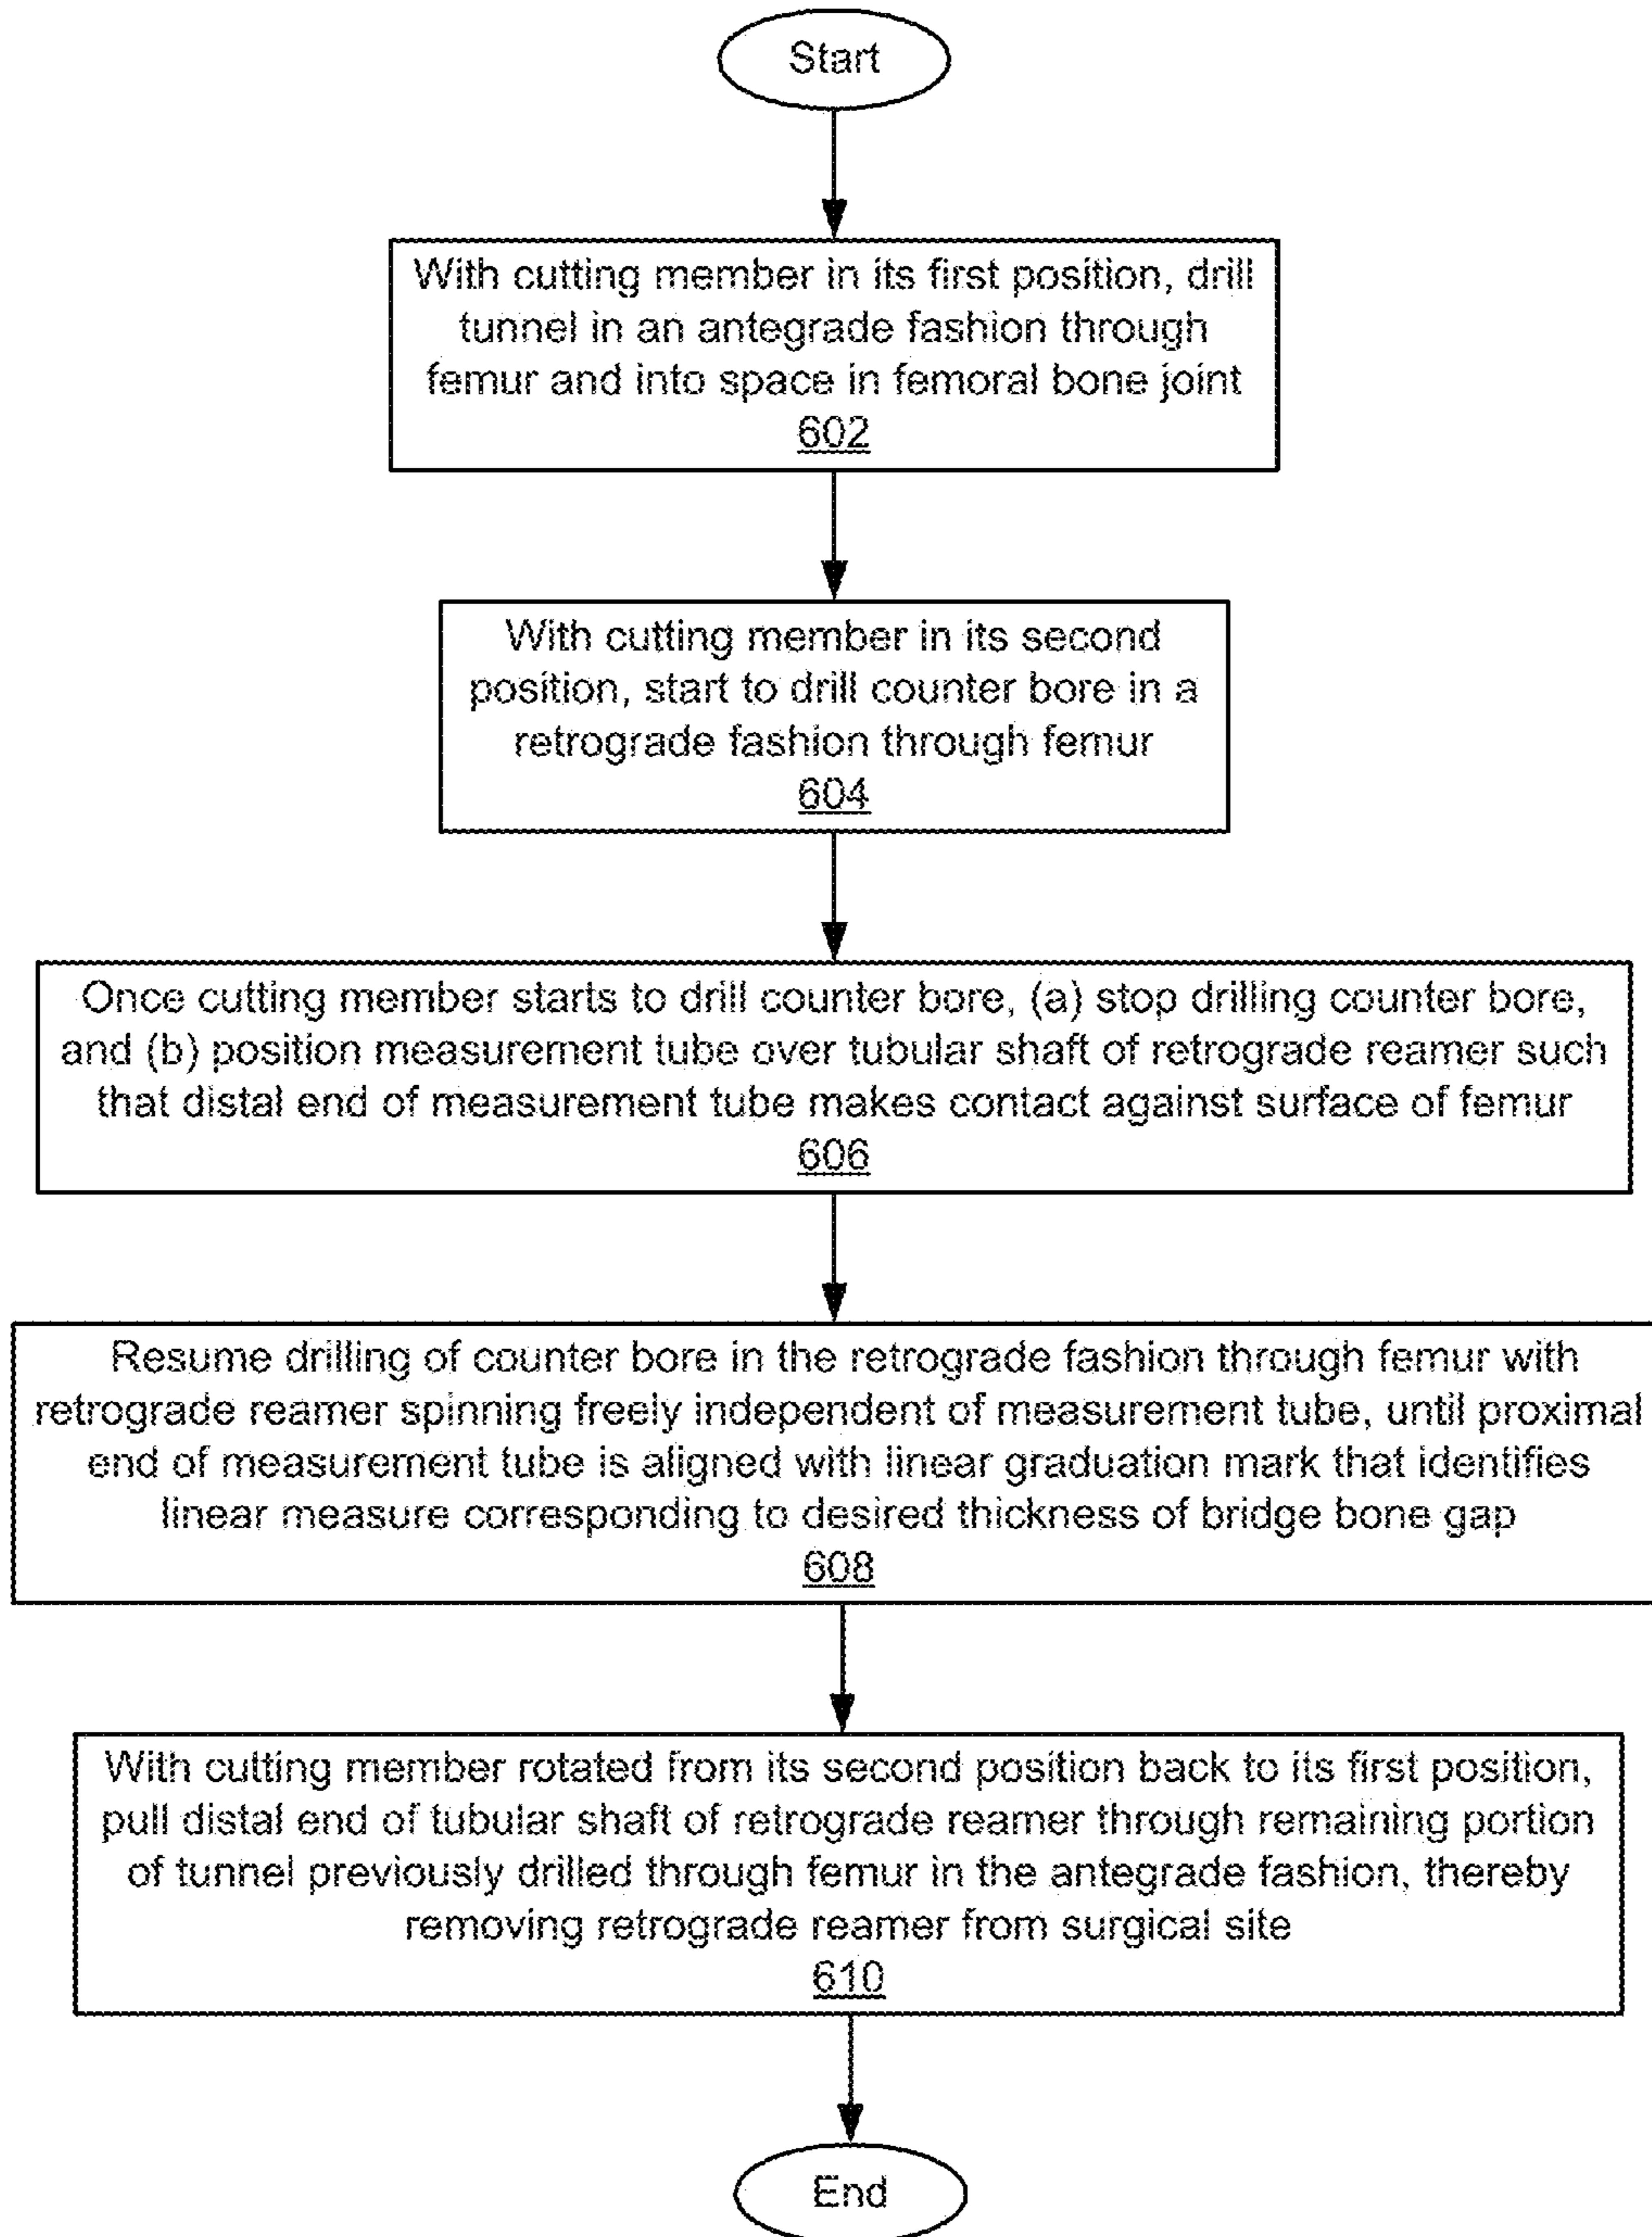 Start
With cutting member in its first position, drill
tunnel in an antegrade fashion through
femur and into space in femoral bone joint
602
With cutting member in its second
position, start to drill counter bore in a
retrograde fashion through femur
604
Once cutting member starts to drill counter bore, (a) stop drilling counter bore,
and (b) position measurement tube over tubular shaft of retrograde reamer such
that distal end of measurement tube makes contact against surface of femur
606
Resume drilling of counter bore in the retrograde fashion through femur with
retrograde reamer spinning freely independent of measurement tube, until proximal
end of measurement tube is aligned with linear graduation mark that identifies
linear measure corresponding to desired thickness of bridge bone gap
608
With cutting member rotated from its second position back to its first position,
pull distal end of tubular shaft of retrograde reamer through remaining portion
of tunnel previously drilled through femur in the antegrade fashion, thereby
removing retrograde reamer from surgical site
610
End